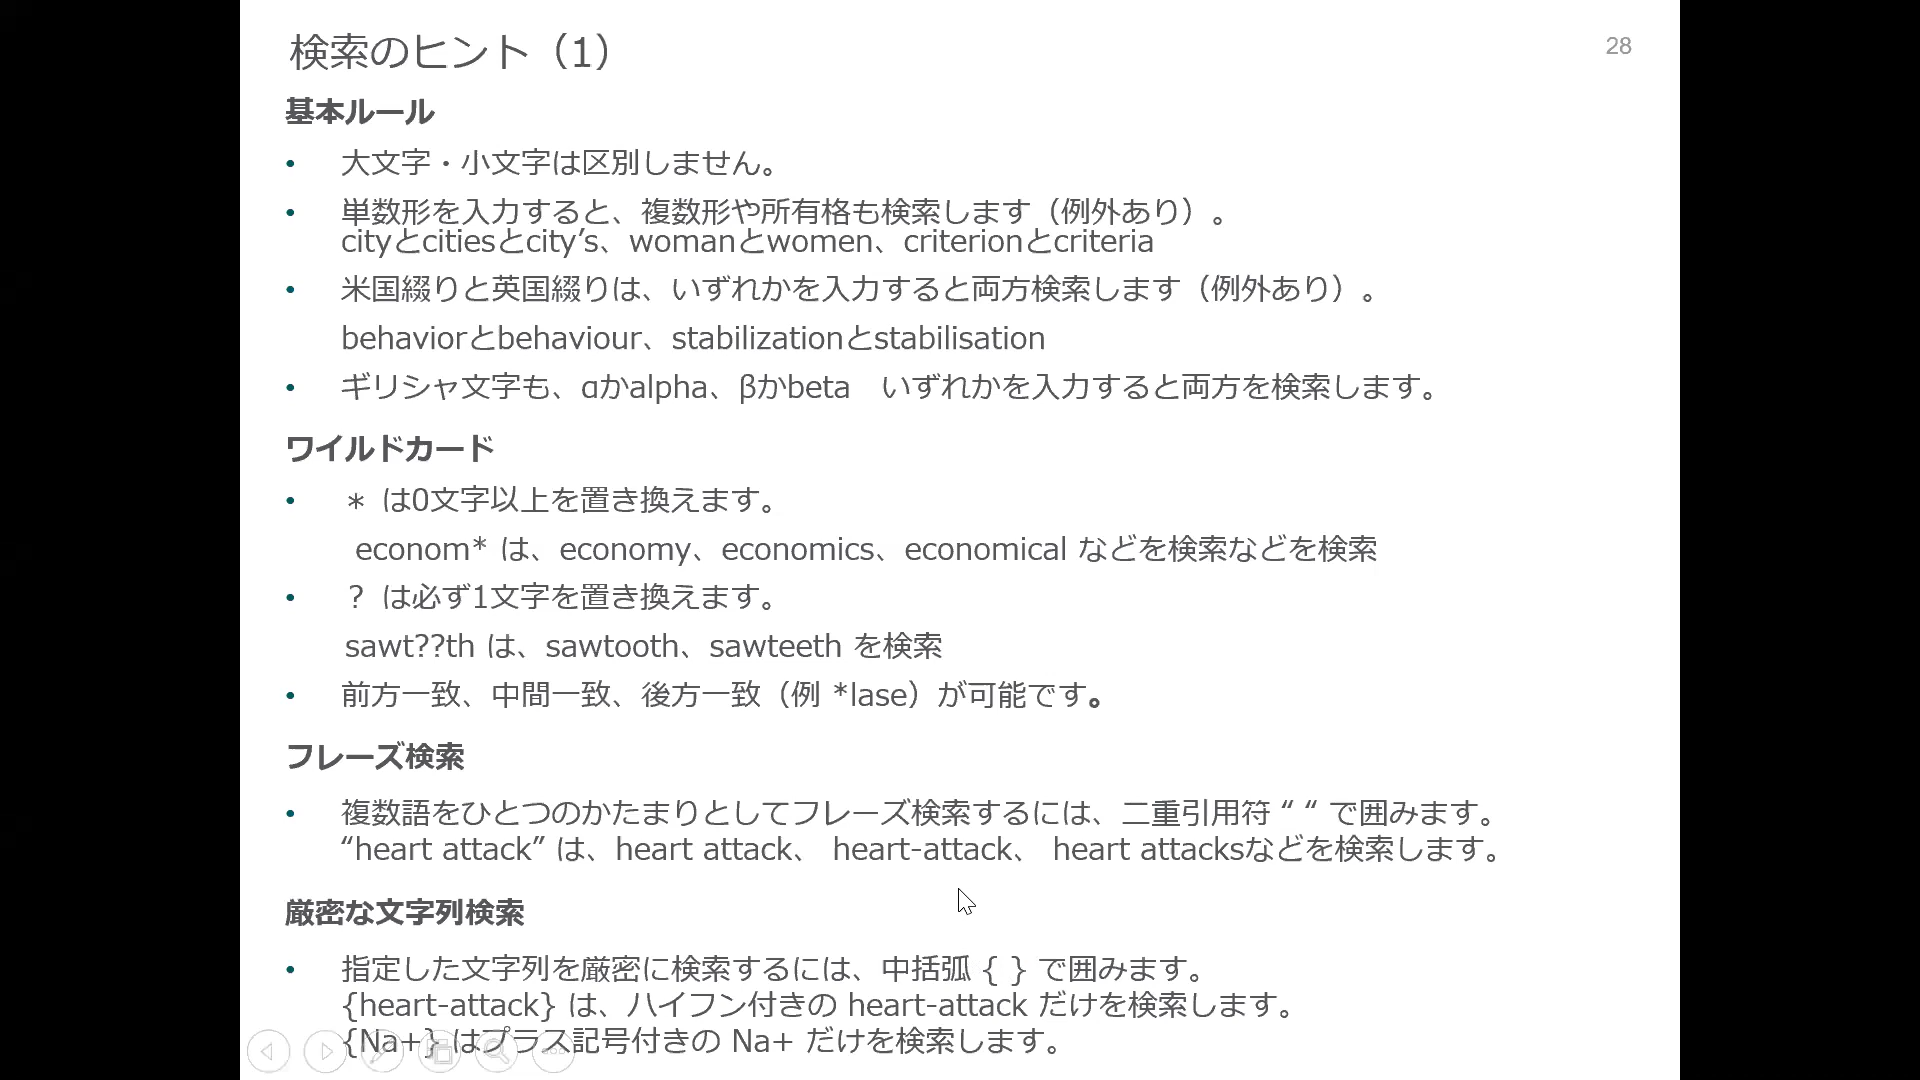 検索のヒント（1）
28
基本ルール
• 大文字・小文字は区別しません。
• 単数形を入力すると、複数形や所有格も検索します（例外あり）。
cityとcitiesとcity’s、womanとwomen、criterionとcriteria
• 米国綴りと英国綴りは、いずれかを入力すると両方検索します（例外あり）。
behaviorとbehaviour、stabilizationとstabilisation
• ギリシャ文字も、αかalpha、βかbeta　いずれかを入力すると両方を検索します。
ワイルドカード
• ＊ は0文字以上を置き換えます。
econom* は、economy、economics、economical などを検索などを検索
• ？ は必ず1文字を置き換えます。
sawt??th は、sawtooth、sawteeth を検索
• 前方一致、中間一致、後方一致（例 *lase）が可能です。
フレーズ検索
• 複数語をひとつのかたまりとしてフレーズ検索するには、二重引用符 “ “ で囲みます。
“heart attack” は、heart attack、 heart-attack、 heart attacksなどを検索します。
厳密な文字列検索
• 指定した文字列を厳密に検索するには、中括弧 { } で囲みます。
{heart-attack} は、ハイフン付きの heart-attack だけを検索します。
{Na+} はプラス記号付きの Na+ だけを検索します。